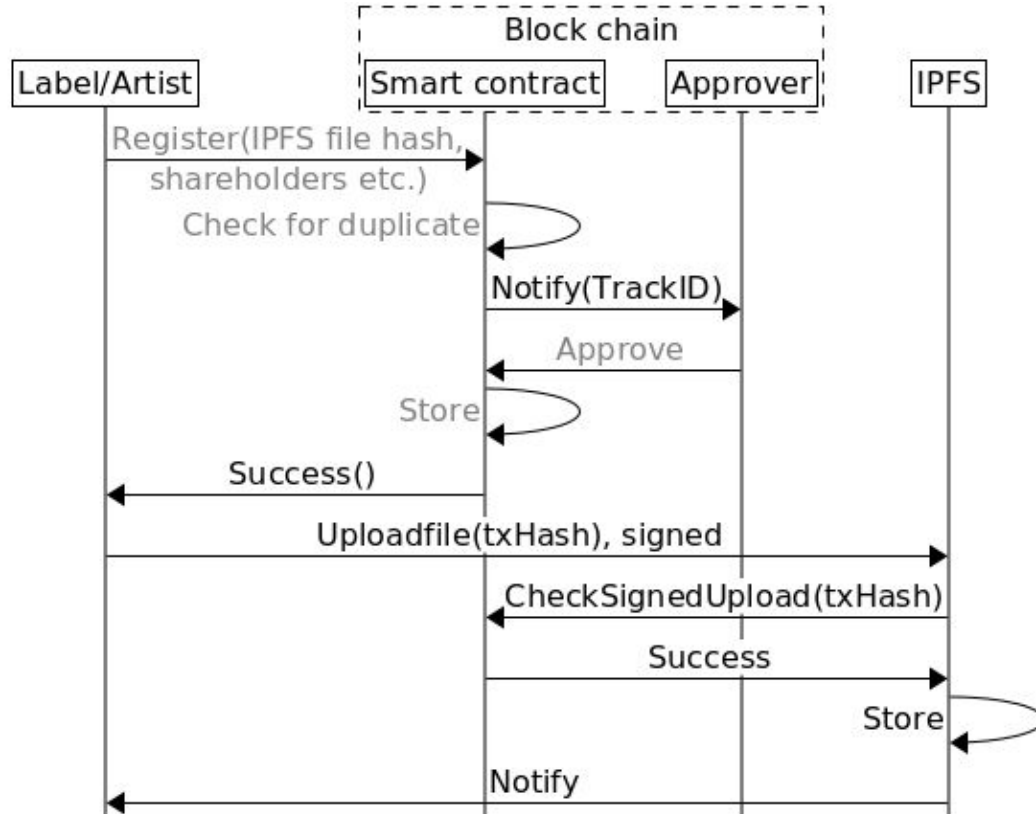 Block chain
Label/Artist
Smart contract
Approver
IPFS
Register(IPFS file hash,
shareholders etc.)
Check for duplicate
Notify(TrackID)
Approve
Store
Success()
Uploadfile(txHash), signed
CheckSignedUpload(txHash)
Success
Store
Notify